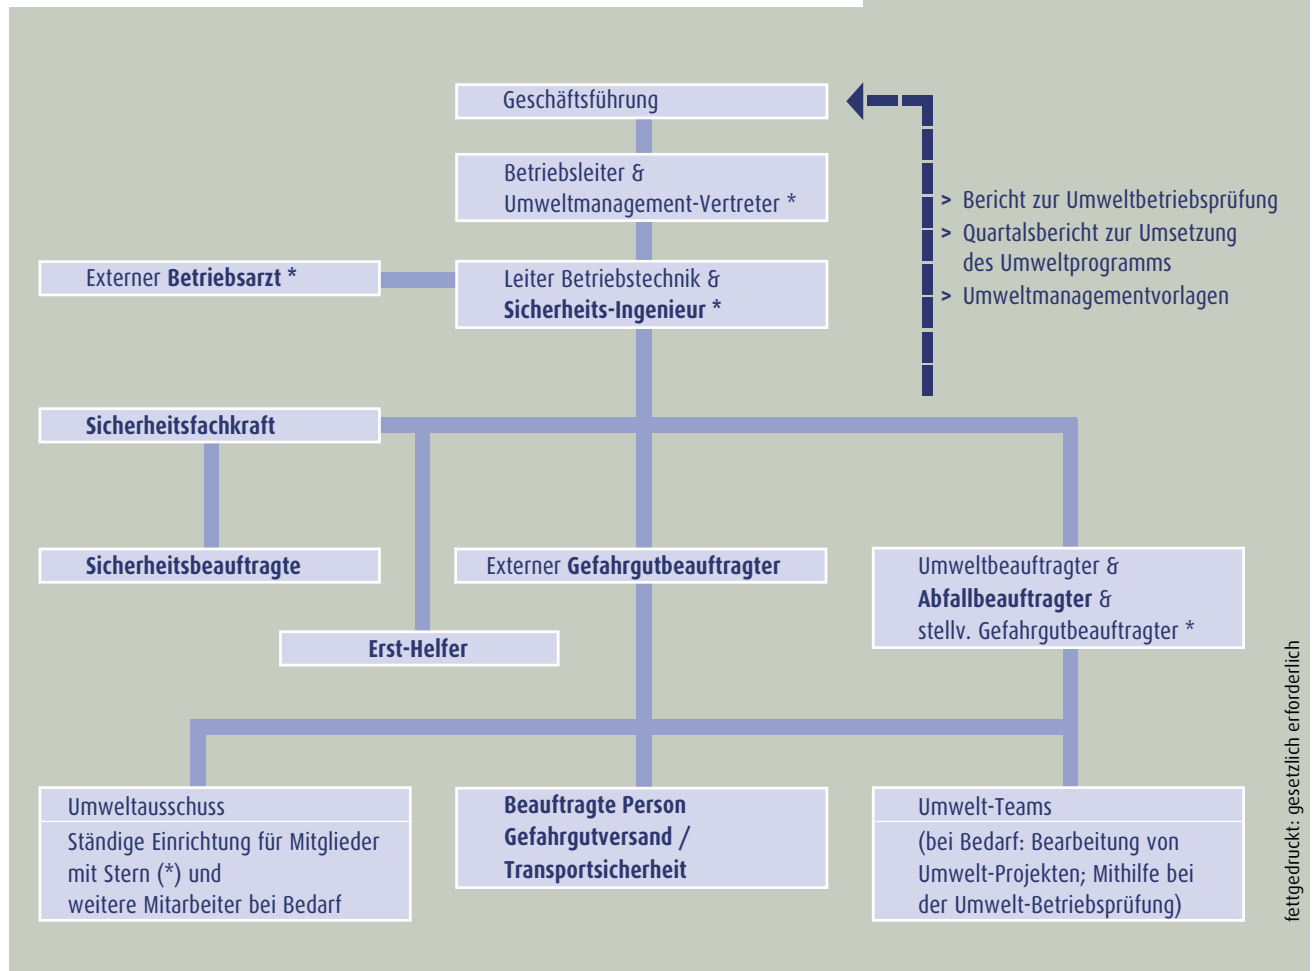 Geschäftsführung
Betriebsleiter &
Umweltmanagement-Vertreter *
> Bericht zur Umweltbetriebsprüfung
> Quartalsbericht zur Umsetzung
des Umweltprogramms
> Umweltmanagementvorlagen
Externer Betriebsarzt *
Leiter Betriebstechnik &
Sicherheits-Ingenieur *
Sicherheitsfachkraft
Sicherheitsbeauftragte
Externer Gefahrgutbeauftragter
Umweltbeauftragter &
Abfallbeauftragter &
stellv. Gefahrgutbeauftragter *
Erst-Helfer
Umweltausschuss
Ständige Einrichtung für Mitglieder
mit Stern (*) und
weitere Mitarbeiter bei Bedarf
Beauftragte Person
Gefahrgutversand /
Transportsicherheit
Umwelt-Teams
(bei Bedarf: Bearbeitung von
Umwelt-Projekten; Mithilfe bei
der Umwelt-Betriebsprüfung)
fettgedruckt: gesetzlich erforderlich